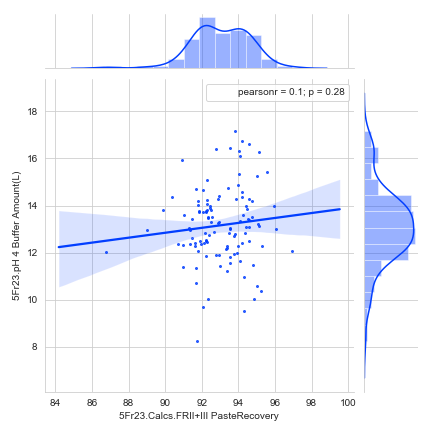 pearsonr = 0.1; p = 0.28
18
16
14
12
10
8
5Fr23.pH 4 Buffer Amount(L)
84 86 88 90 92 94 96 98 100
5Fr23.Calcs.FRII+III PasteRecovery